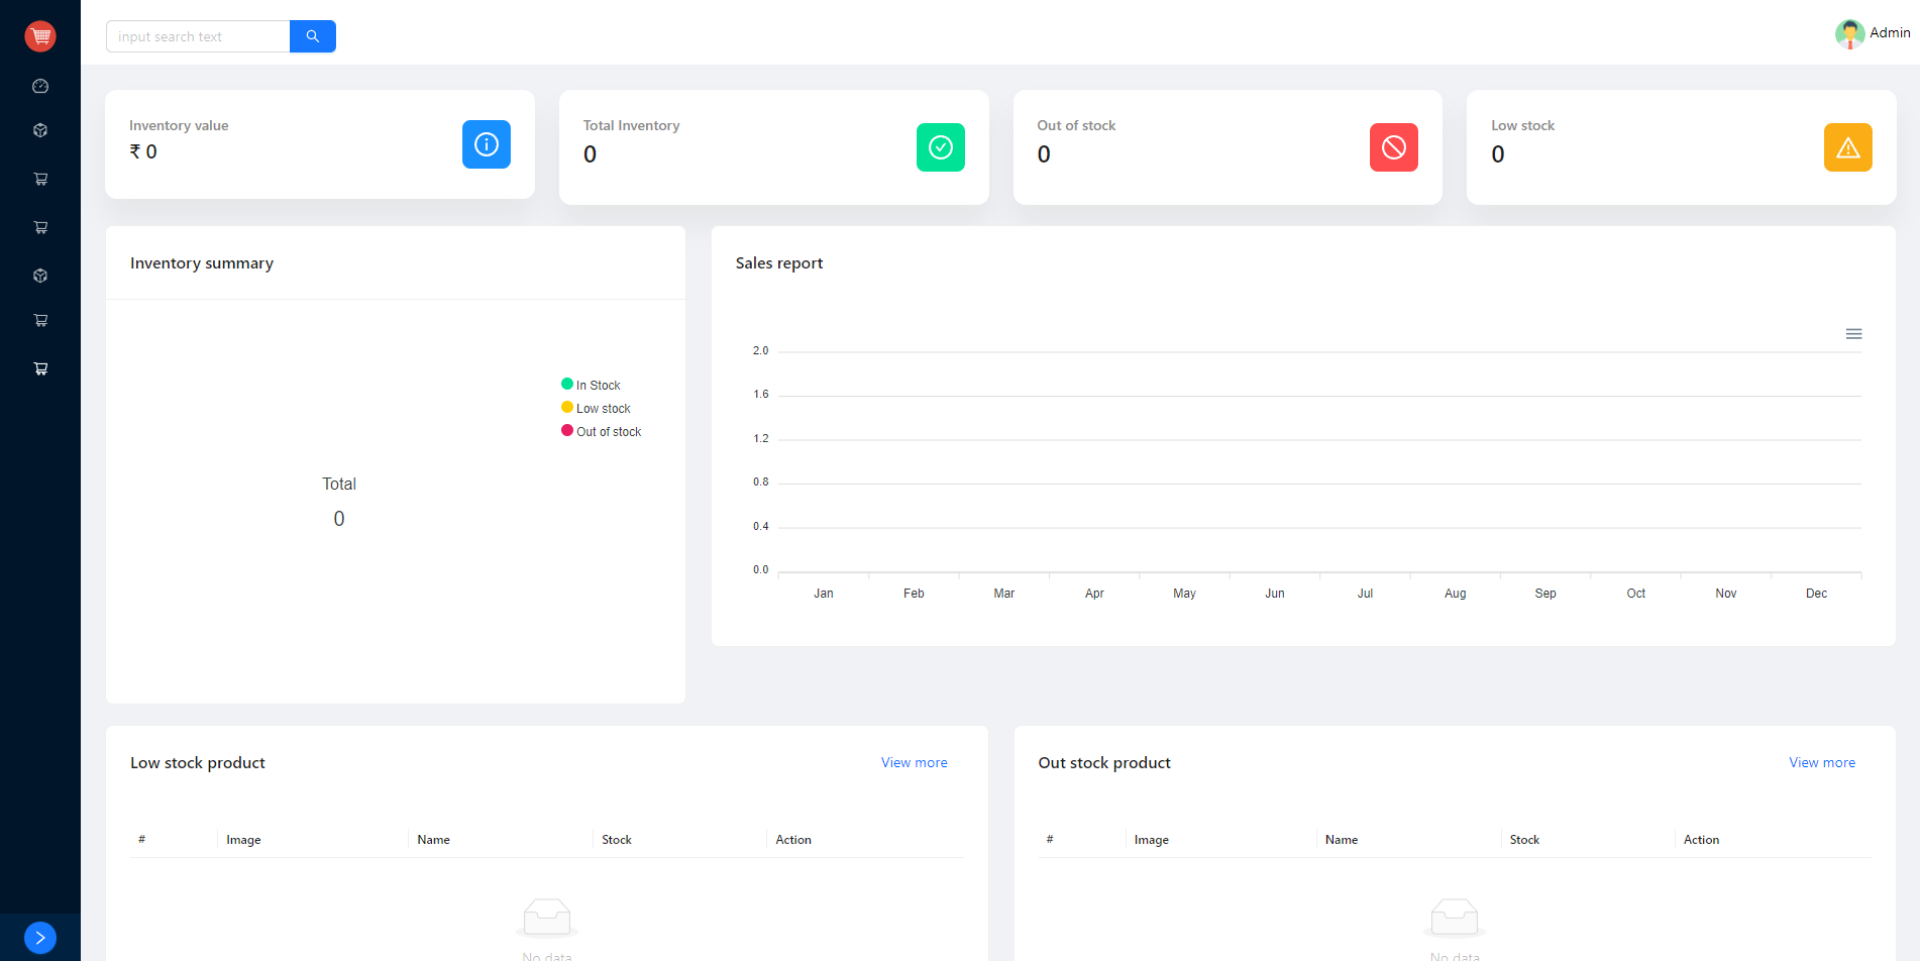 input search text
Admin
Inventory value
₹ 0
Total Inventory
0
Out of stock
0
Low stock
0
Inventory summary
In Stock
Low stock
Out of stock
Total
0
Sales report
2.0
1.6
1.2
0.8
0.4
0.0
Jan Feb Mar Apr May Jun Jul Aug Sep Oct Nov Dec
Low stock product View more
# Image Name Stock Action
No data
Out stock product View more
# Image Name Stock Action
No data